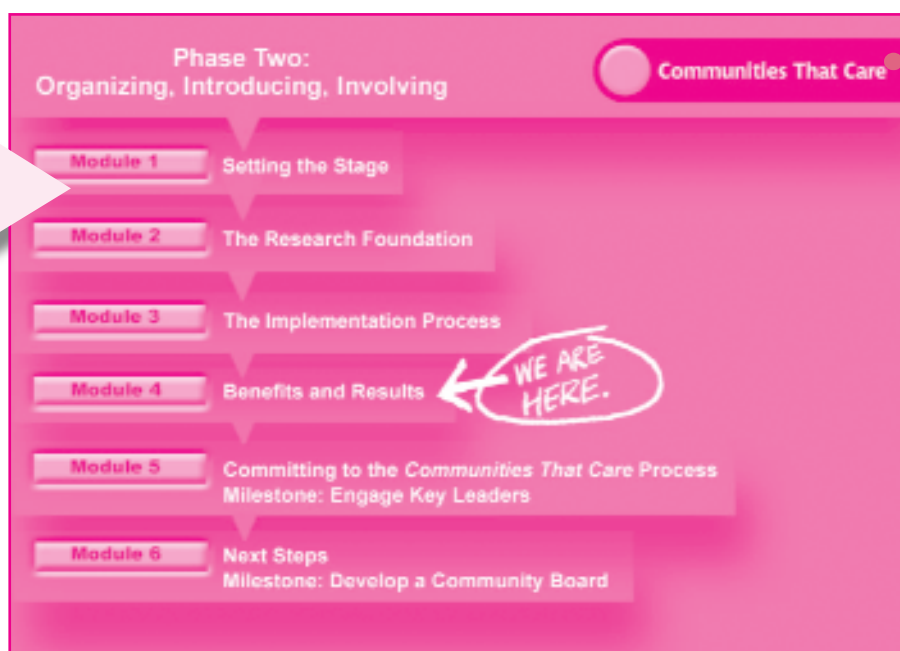 Phase Two:
Organizing, Introducing, Involving
Communities That Care
Module 1
Setting the Stage
Module 2
The Research Foundation
Module 3
The Implementation Process
Module 4
Benefits and Results
WE ARE
HERE.
Module 5
Committing to the Communities That Care Process
Milestone: Engage Key Leaders
Module 6
Next Steps
Milestone: Develop a Community Board